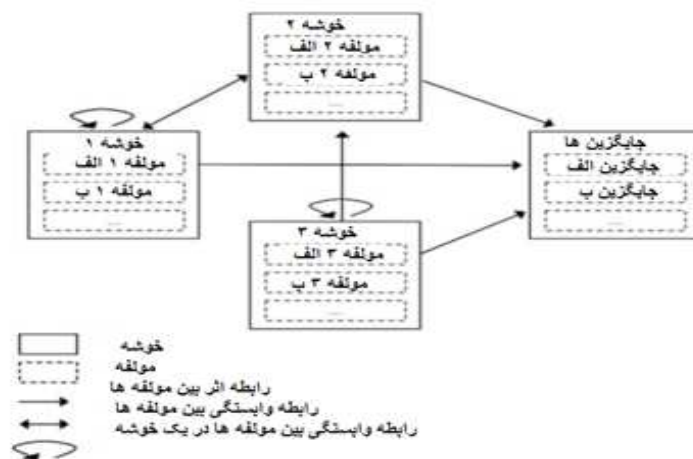 خوشه ۲
مولفه ۲ الف
مولفه ۲ ب
...
خوشه ۱
مولفه ۱ الف
مولفه ۱ ب
...
جایگزین ها
جایگزین الف
جایگزین ب
...
خوشه ۳
مولفه ۳ الف
مولفه ۳ ب
...
خوشه
مولفه
رابطه اثر بین مولفه ها
رابطه وابستگی بین مولفه ها
رابطه وابستگی بین مولفه ها در یک خوشه